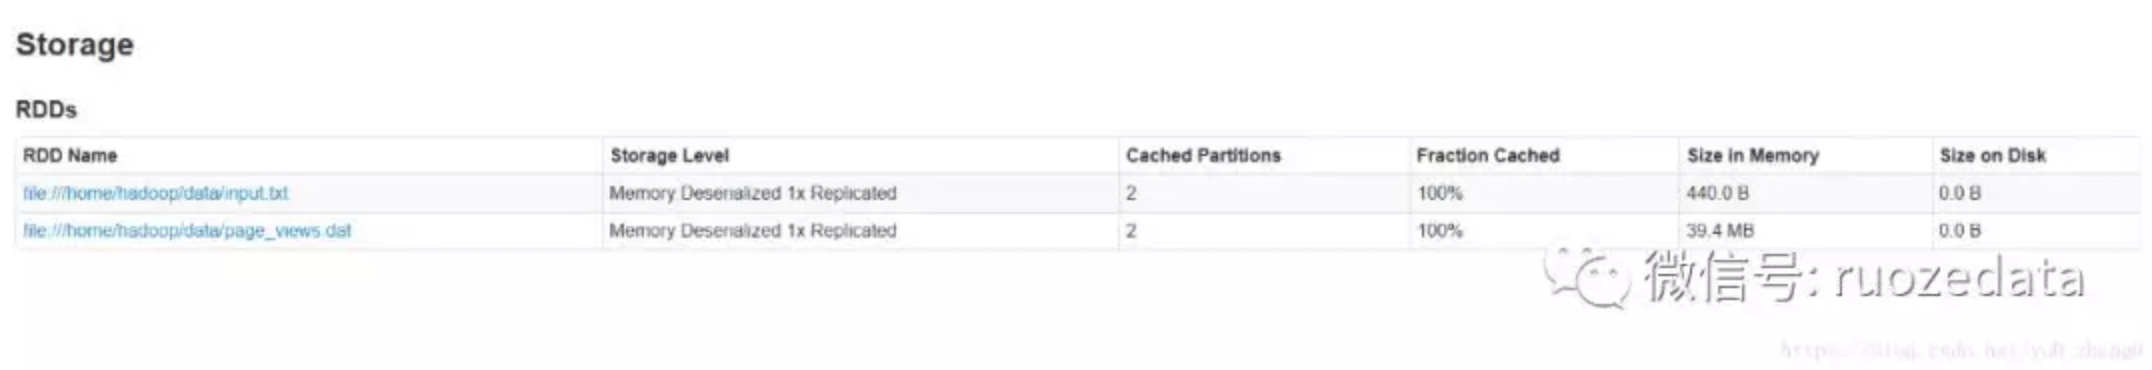 Storage
RDDs
RDD Name Storage Level Cached Partitions Fraction Cached Size in Memory Size on Disk
file:///home/hadoop/data/input.txt Memory Deserialized 1x Replicated 2 100% 440.0 B 0.0 B
file:///home/hadoop/data/page_views.dat Memory Deserialized 1x Replicated 2 100% 39.4 MB 0.0 B
微信号: ruozedata